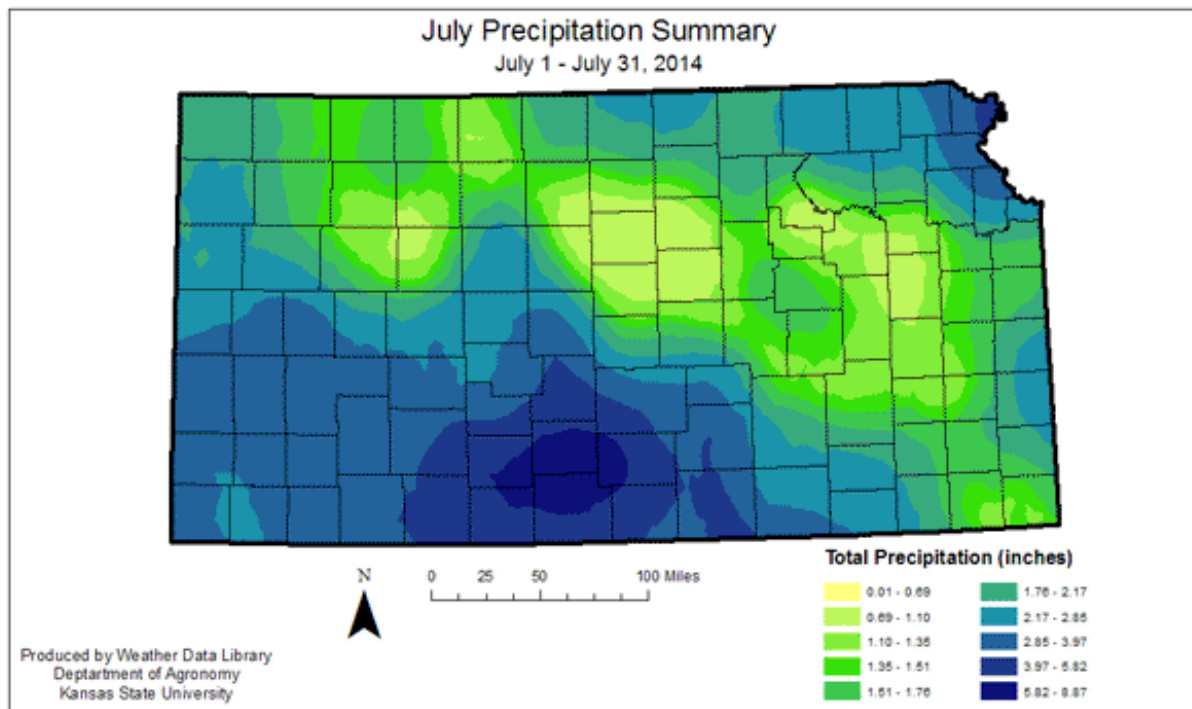 July Precipitation Summary
July 1 - July 31, 2014
N
0 25 50 100 Miles
Total Precipitation (inches)
0.01 - 0.69
0.69 - 1.10
1.10 - 1.35
1.35 - 1.51
1.51 - 1.76
1.76 - 2.17
2.17 - 2.85
2.85 - 3.97
3.97 - 5.82
5.82 - 8.87
Produced by Weather Data Library
Deptartment of Agronomy
Kansas State University